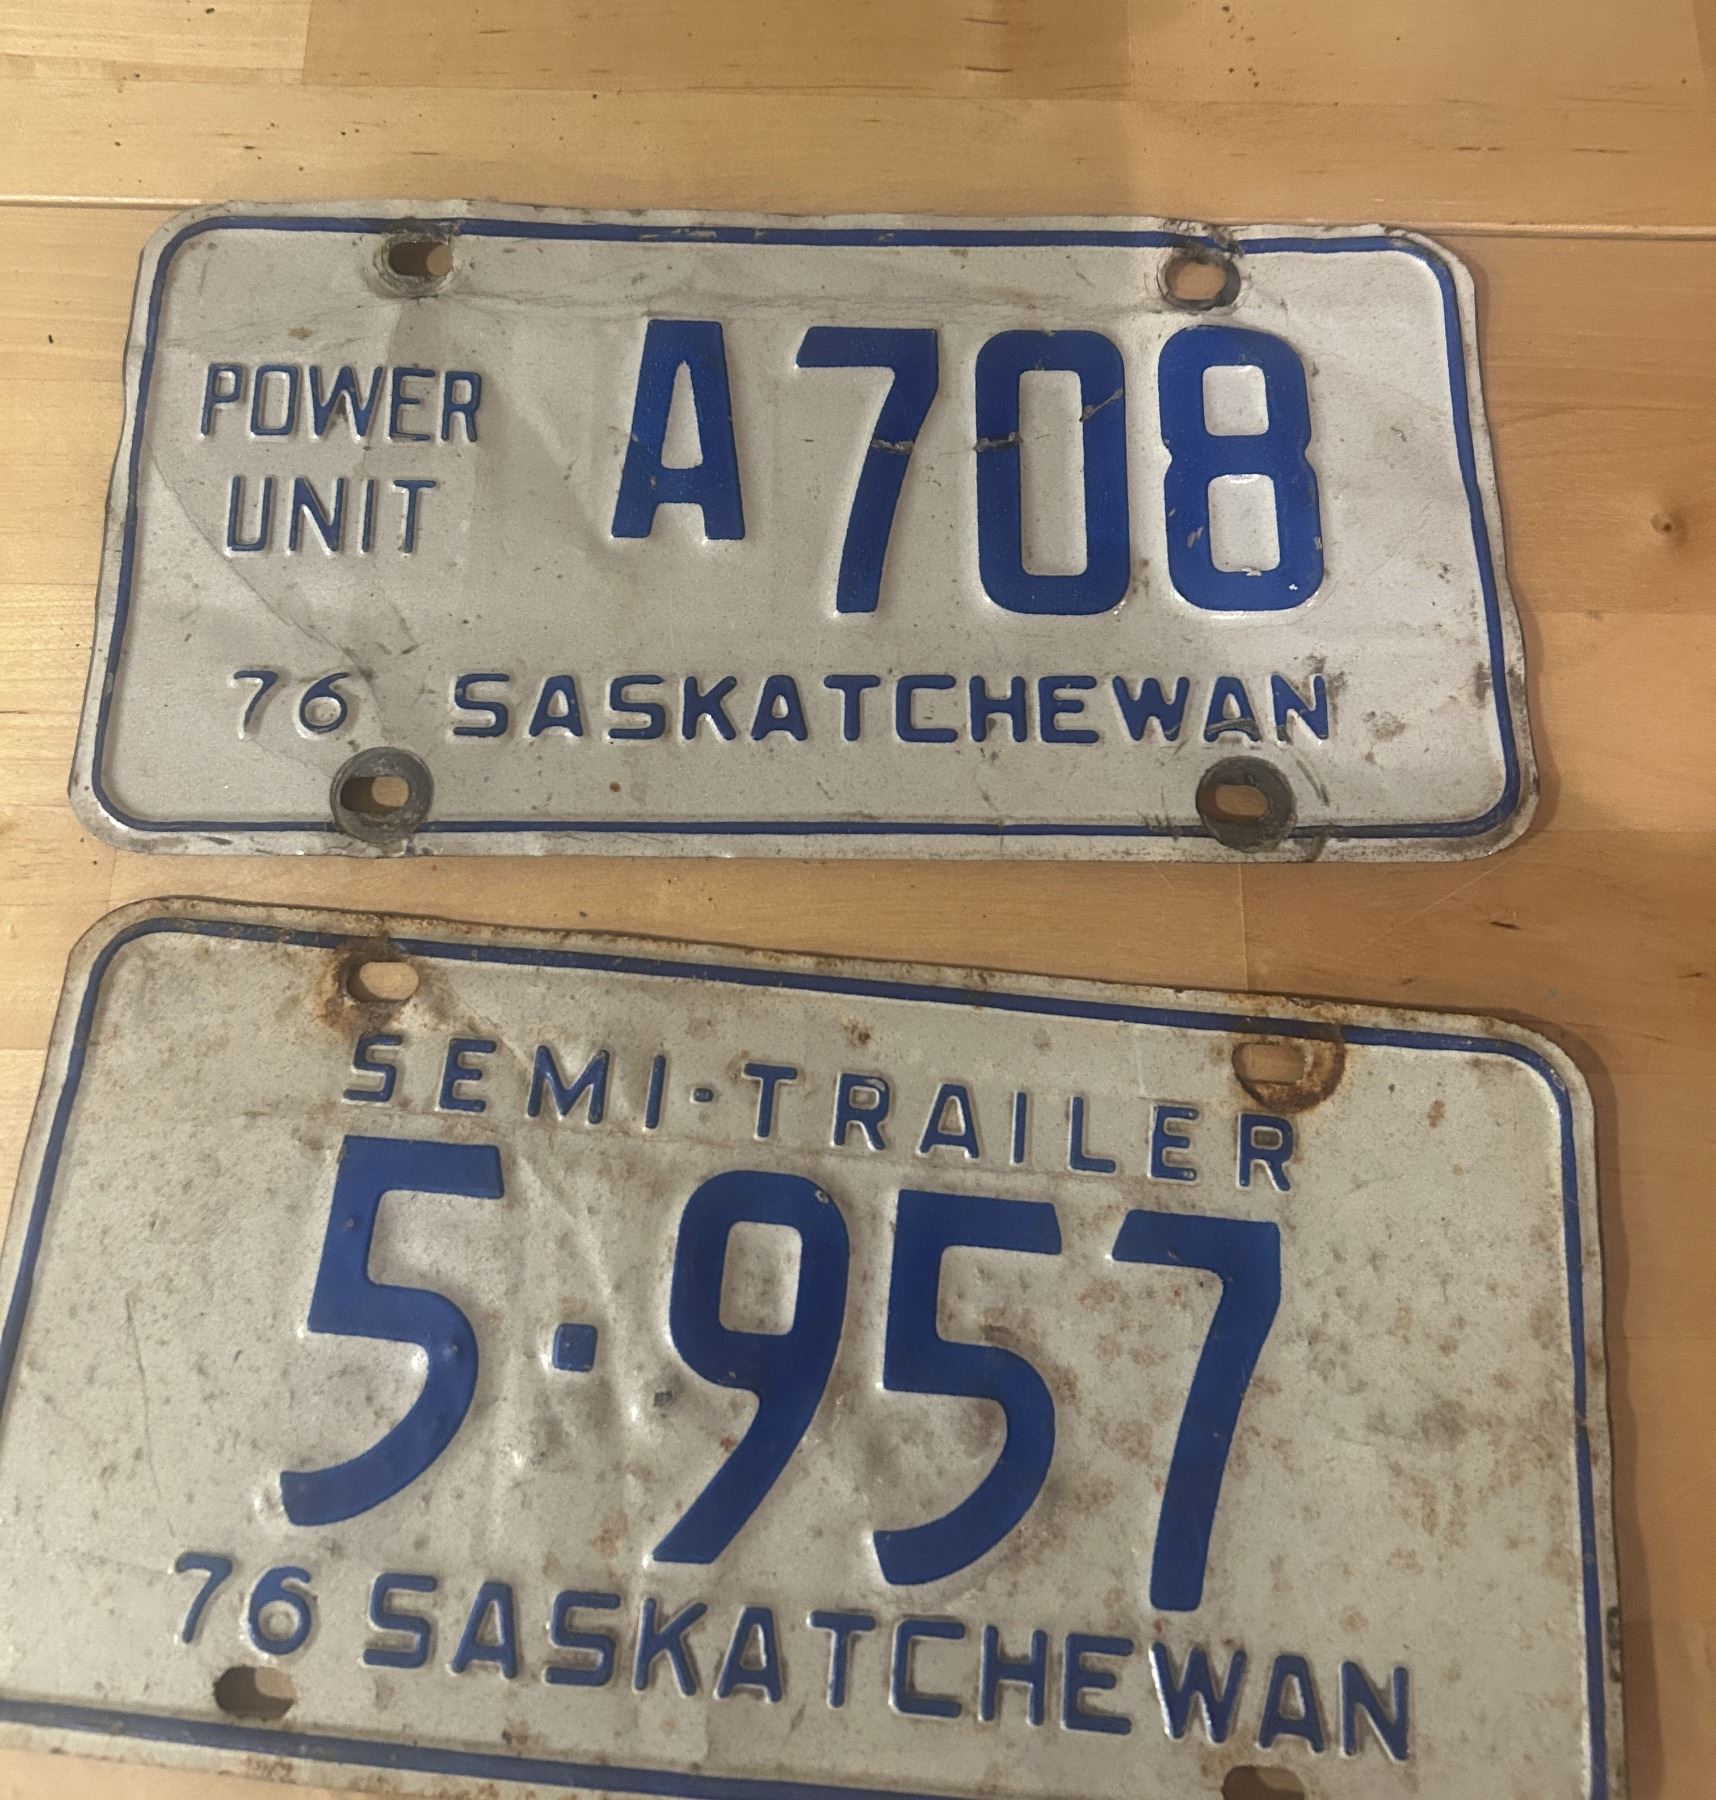 POWER UNIT A708
76 SASKATCHEWAN
SEMI-TRAILER
5·957
76 SASKATCHEWAN